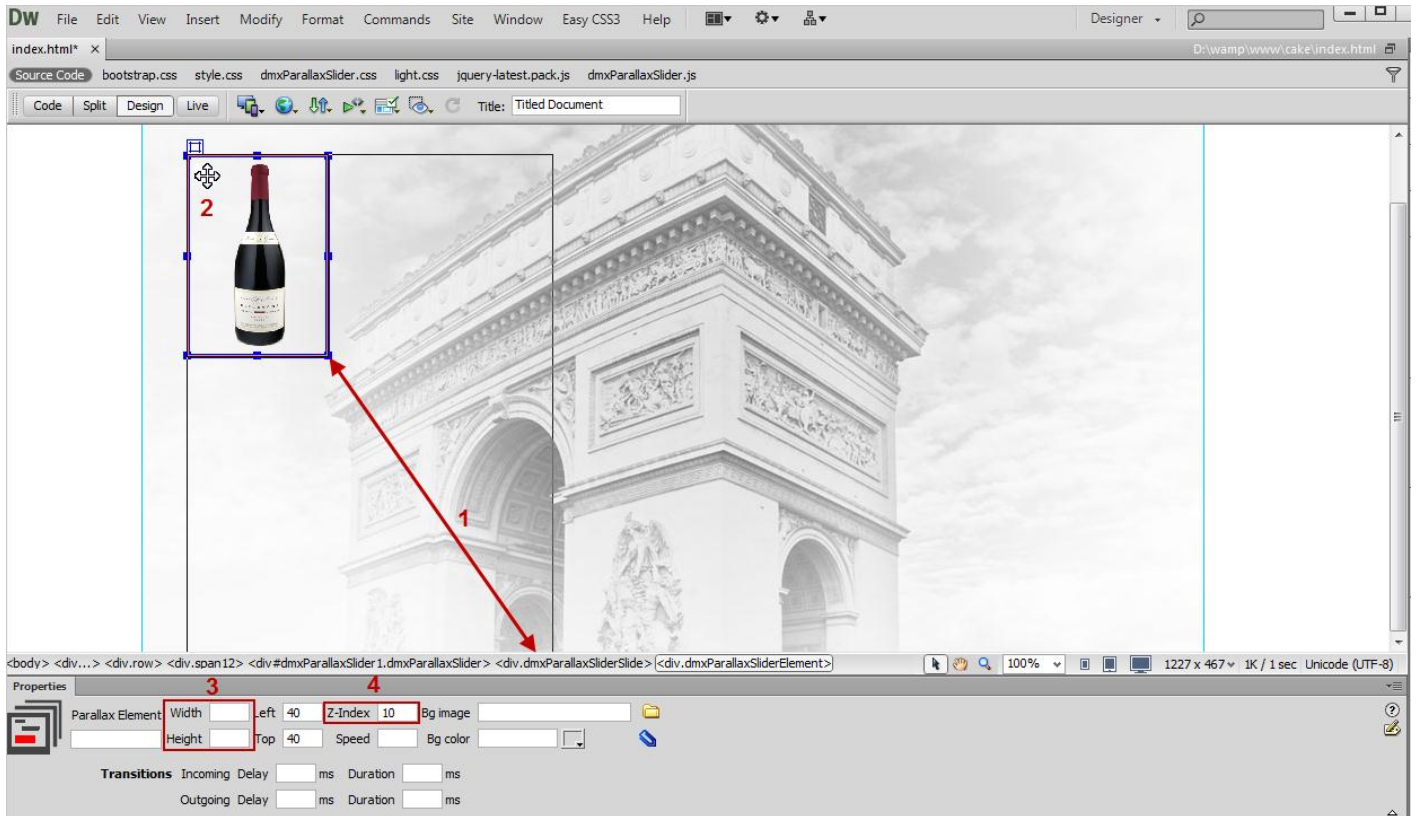 DW File Edit View Insert Modify Format Commands Site Window Easy CSS3 Help Designer
index.html* × D:\wamp\www\cake\index.html
Source Code bootstrap.css style.css dmxParallaxSlider.css light.css jquery-latest.pack.js dmxParallaxSlider.js
Code Split Design Live Title: Titled Document
2
1
<body> <div...> <div.row> <div.span12> <div#dmxParallaxSlider1.dmxParallaxSlider> <div.dmxParallaxSliderSlide> <div.dmxParallaxSliderElement> 100% 1227 x 467 1K / 1 sec Unicode (UTF-8)
Properties 3 4
Parallax Element Width Left 40 Z-Index 10 Bg image
Height Top 40 Speed Bg color
Transitions Incoming Delay ms Duration ms
Outgoing Delay ms Duration ms